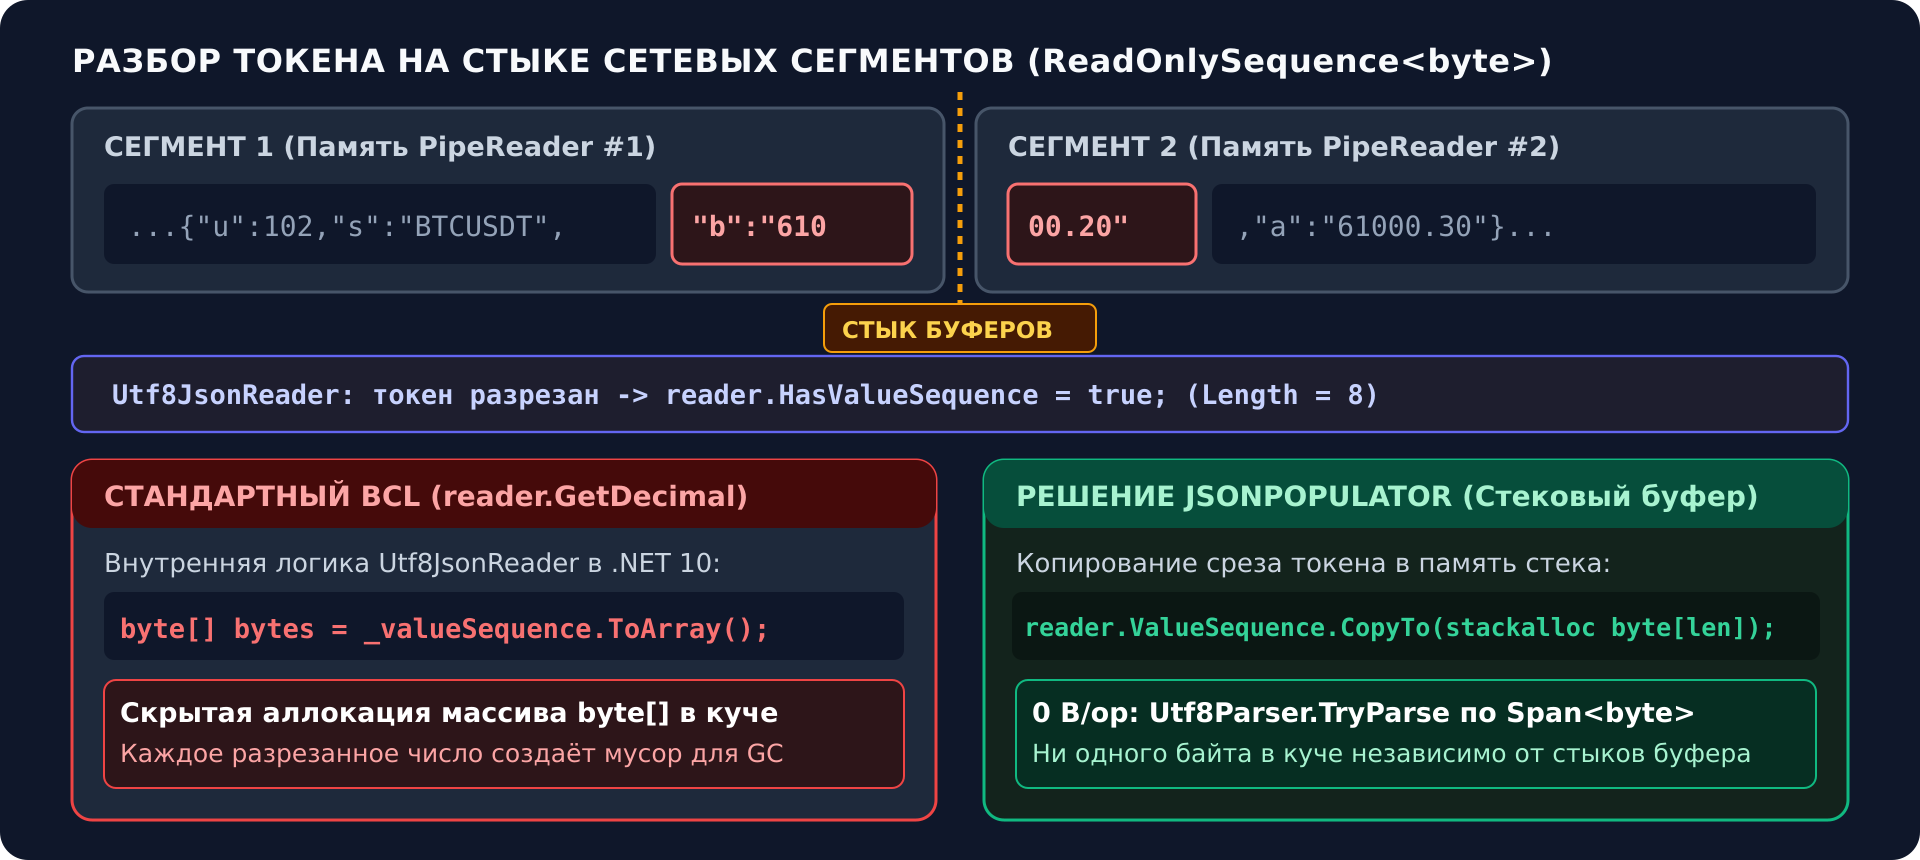 РАЗБОР ТОКЕНА НА СТЫКЕ СЕТЕВЫХ СЕГМЕНТОВ (ReadOnlySequence<byte>)
СЕГМЕНТ 1 (Память PipeReader #1)
...{"u":102,"s":"BTCUSDT",
"b":"610
СЕГМЕНТ 2 (Память PipeReader #2)
00.20"
,"a":"61000.30"}...
СТЫК БУФЕРОВ
Utf8JsonReader: токен разрезан -> reader.HasValueSequence = true; (Length = 8)
СТАНДАРТНЫЙ BCL (reader.GetDecimal)
Внутренняя логика Utf8JsonReader в .NET 10:
byte[] bytes = _valueSequence.ToArray();
Скрытая аллокация массива byte[] в куче
Каждое разрезанное число создаёт мусор для GC
РЕШЕНИЕ JSONPOPULATOR (Стековый буфер)
Копирование среза токена в память стека:
reader.ValueSequence.CopyTo(stackalloc byte[len]);
0 B/op: Utf8Parser.TryParse по Span<byte>
Ни одного байта в куче независимо от стыков буфера